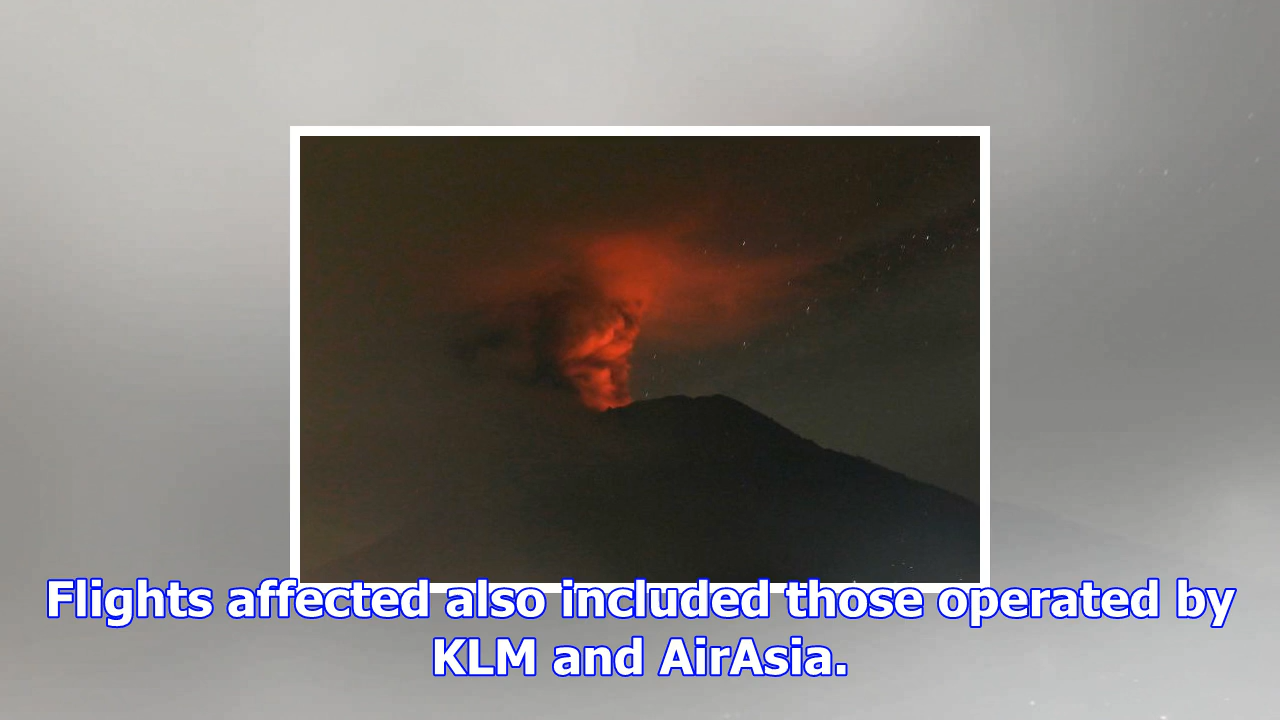 Flights affected also included those operated by
KLM and AirAsia.